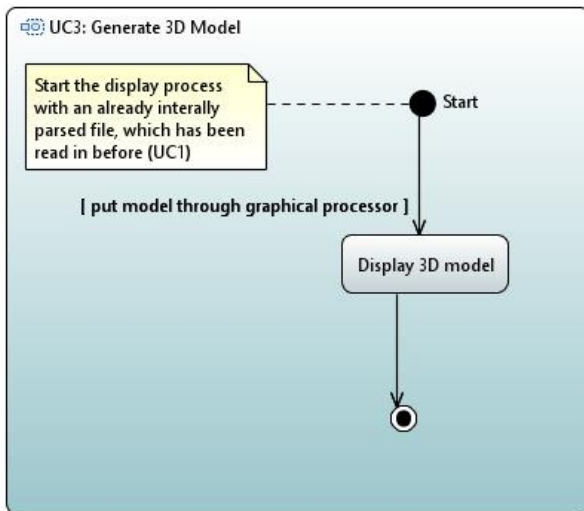 UC3: Generate 3D Model
Start the display process
with an already interally
parsed file, which has been
read in before (UC1)
Start
[ put model through graphical processor ]
Display 3D model